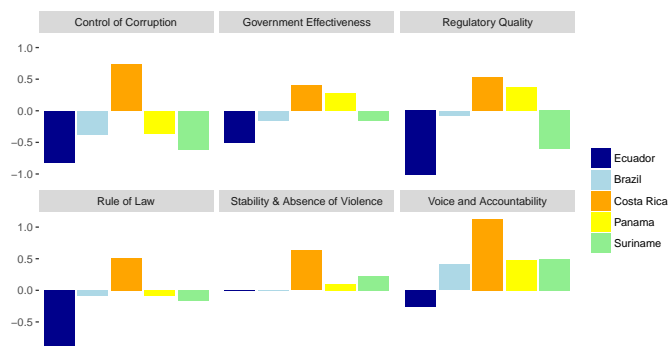 Control of Corruption
Government Effectiveness
Regulatory Quality
1.0
0.5
0.0
−0.5
−1.0
Rule of Law
Stability & Absence of Violence
Voice and Accountability
1.0
0.5
0.0
−0.5
Ecuador
Brazil
Costa Rica
Panama
Suriname